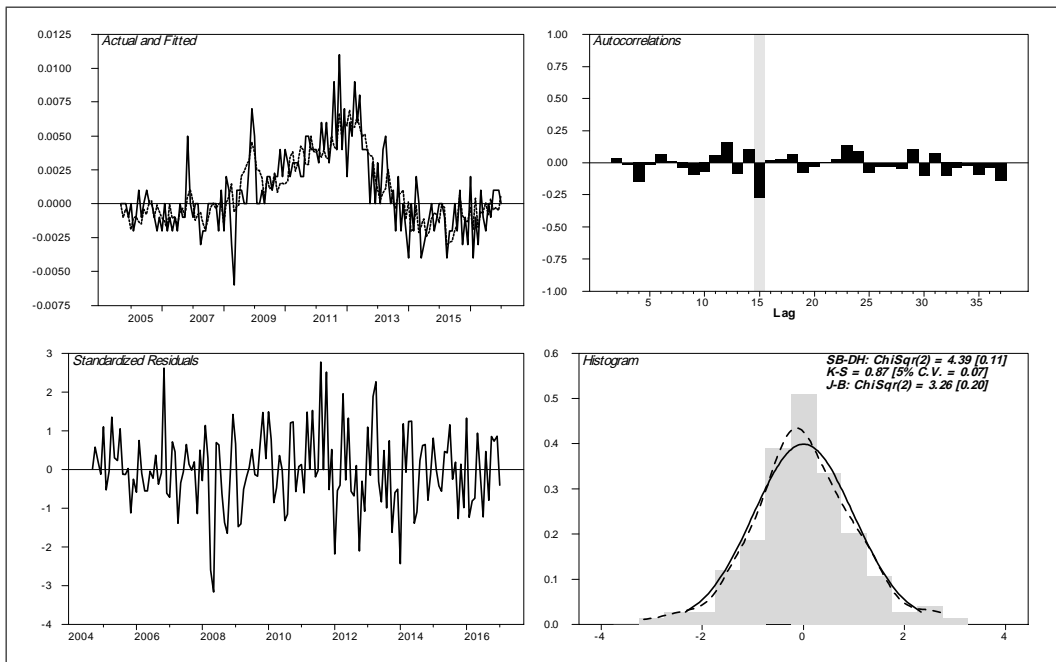 Actual and Fitted
0.0125
0.0100
0.0075
0.0050
0.0025
0.0000
-0.0025
-0.0050
-0.0075
2005 2007 2009 2011 2013 2015
Autocorrelations
1.00
0.75
0.50
0.25
0.00
-0.25
-0.50
-0.75
-1.00
5 10 15 20 25 30 35
Lag
Standardized Residuals
3
2
1
0
-1
-2
-3
-4
2004 2006 2008 2010 2012 2014 2016
Histogram
SB-DH: ChiSqr(2) = 4.39 [0.11]
K-S = 0.87 [5% C.V. = 0.07]
J-B: ChiSqr(2) = 3.26 [0.20]
0.6
0.5
0.4
0.3
0.2
0.1
0.0
-4 -2 0 2 4